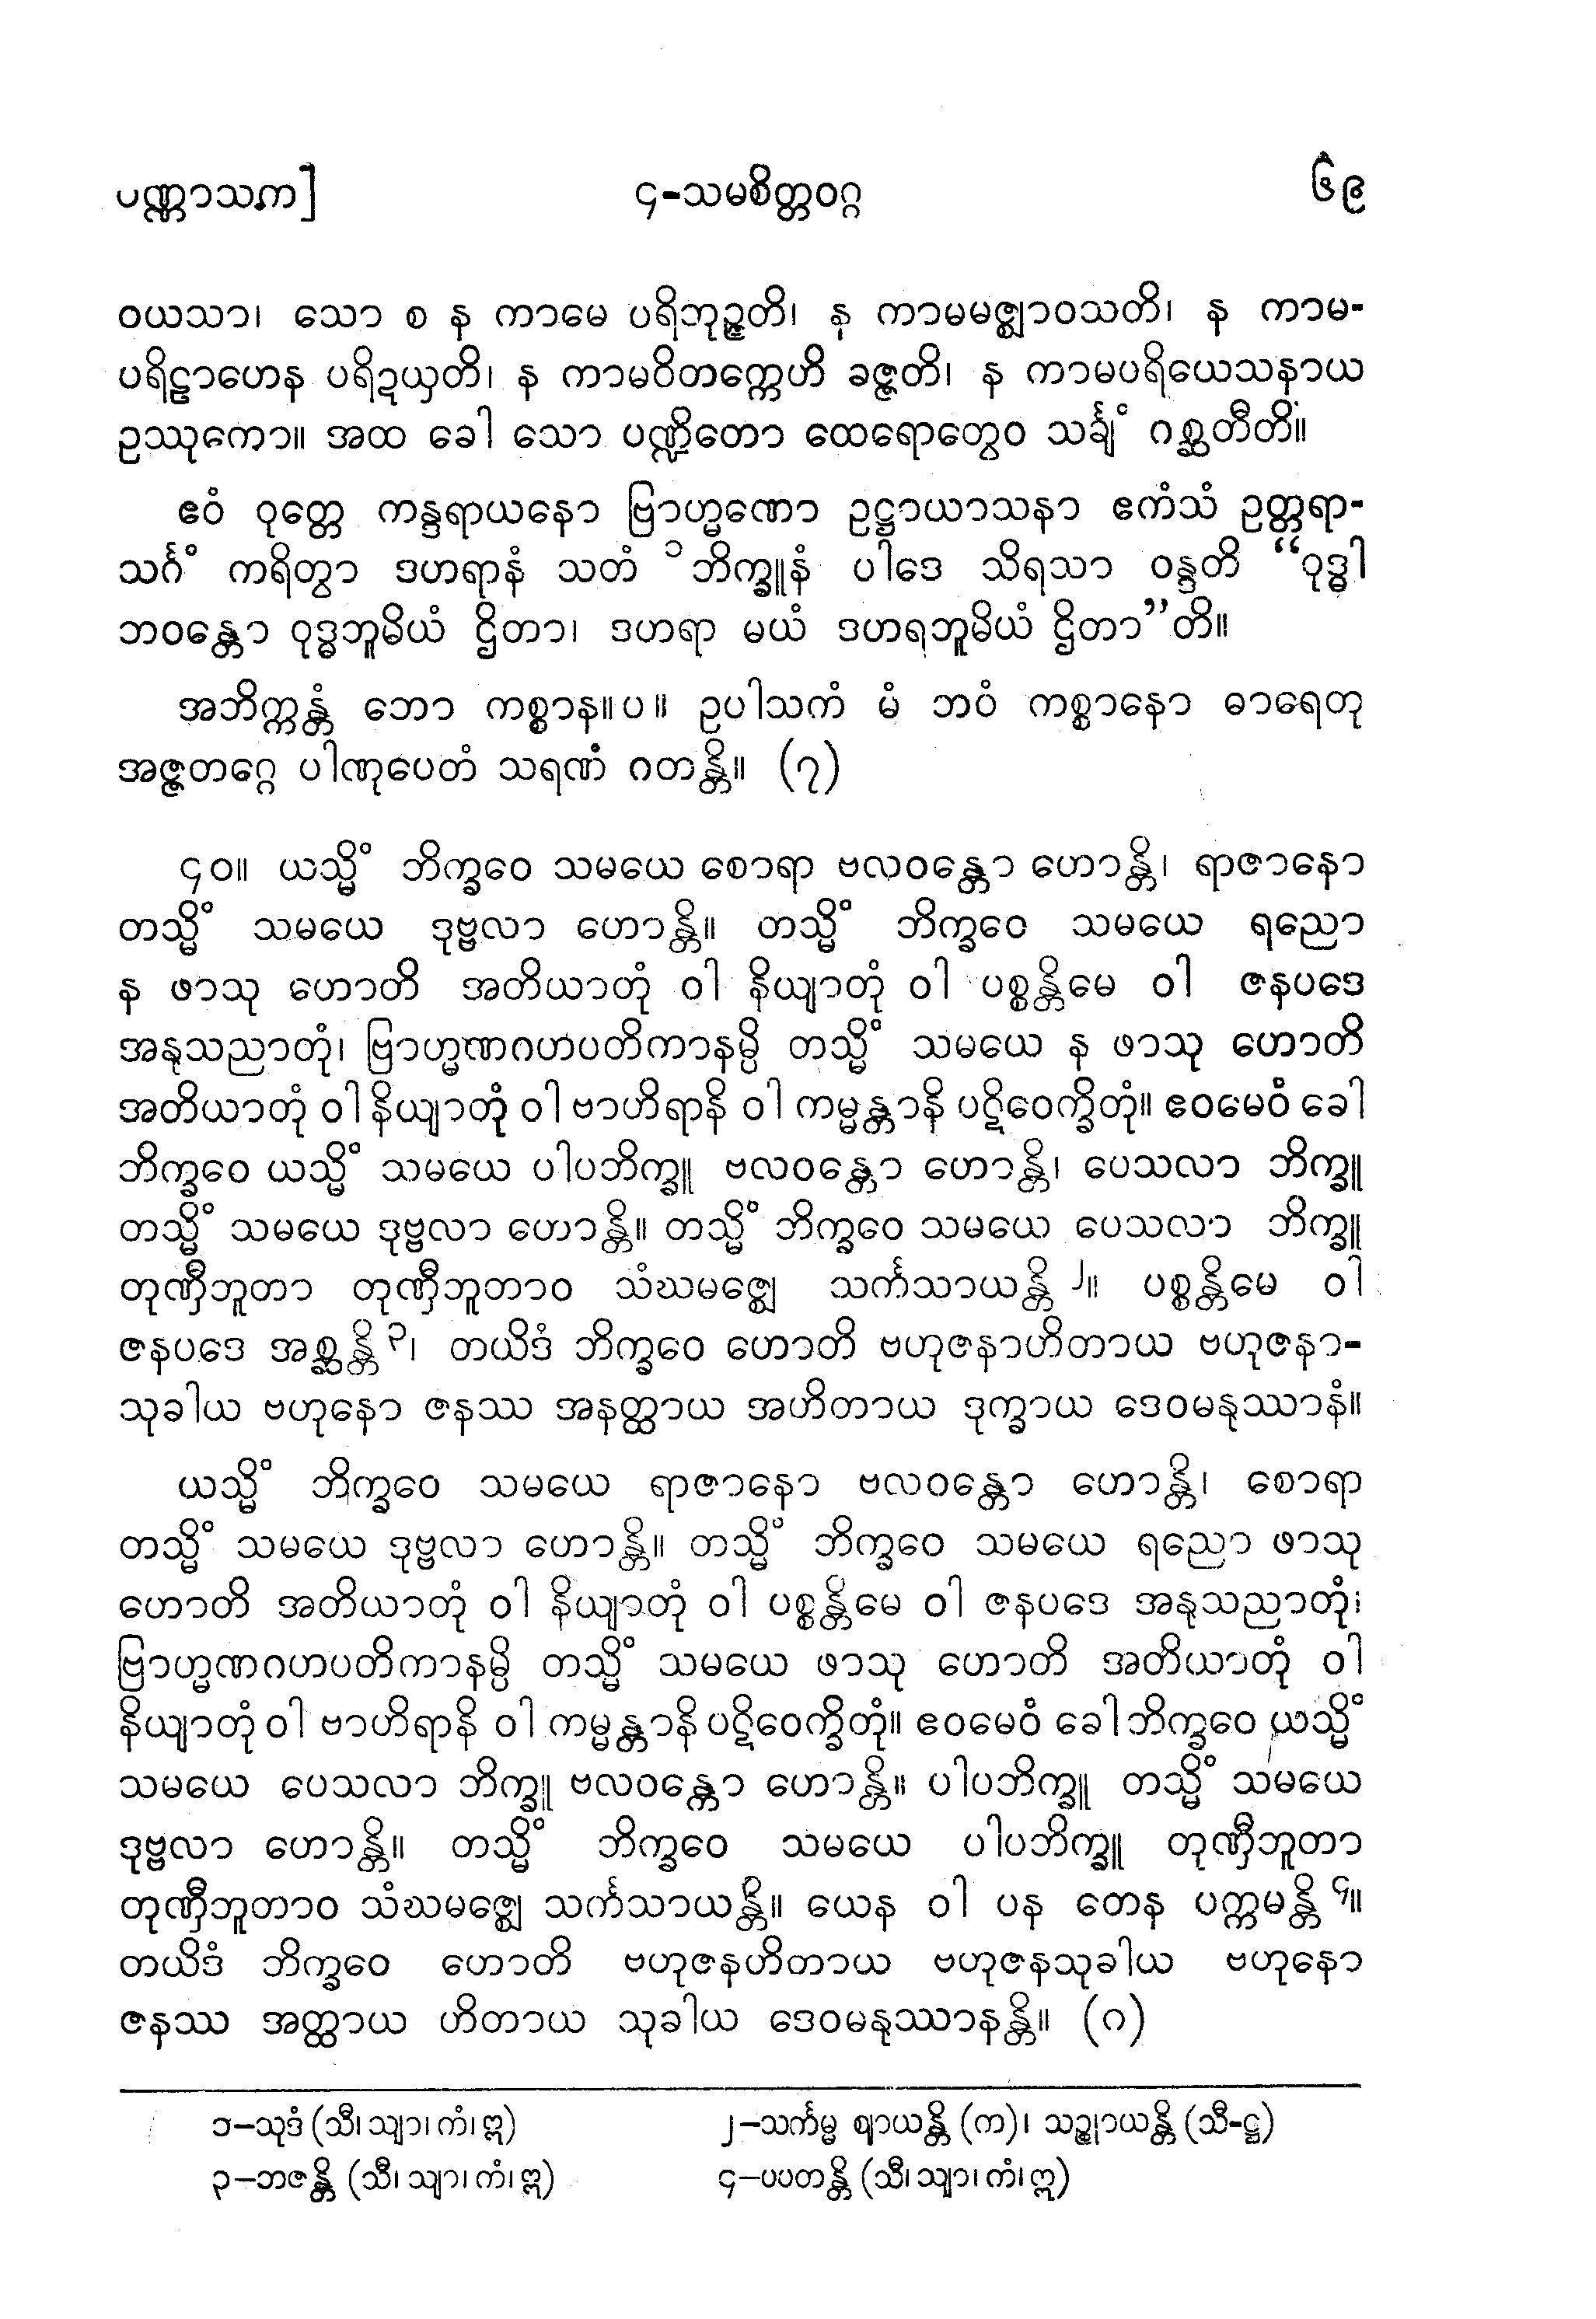 ပဏ္ဏာသက]
၄-သမစိတ္တဝဂ္ဂ
၆၉
ဝယသာ၊ သော စ န ကာမေ ပရိဘုဉ္ဇတိ၊ န ကာမမဇ္ဈာဝသတိ၊ န ကာမ-
ပရိဠာဟေန ပရိဍယှတိ၊ န ကာမဝိတက္ကေဟိ ခဇ္ဇတိ၊ န ကာမပရိယေသနာယ
ဥဿုကော။ အထ ခေါ သော ပဏ္ဍိတော ထေရောတွေဝ သင်္ချံ ဂစ္ဆတီတိ။
ဧဝံ ဝုတ္တေ ကန္ဒရာယနော ဗြာဟ္မဏော ဥဋ္ဌာယာသနာ ဧကံသံ ဥတ္တရာ-
သင်္ဂံ ကရိတွာ ဒဟရာနံ သတံ ၁ ဘိက္ခူနံ ပါဒေ သိရသာ ဝန္ဒတိ “ဝုဒ္ဓါ
ဘဝန္တော ဝုဒ္ဓဘူမိယံ ဌိတာ၊ ဒဟရာ မယံ ဒဟရဘူမိယံ ဌိတာ”တိ။
အဘိက္ကန္တံ ဘော ကစ္စာန။ပ။ ဥပါသကံ မံ ဘဝံ ကစ္စာနော ဓာရေတု
အဇ္ဇတဂ္ဂေ ပါဏုပေတံ သရဏံ ဂတန္တိ။ (၇)
၄၀။ ယသ္မိံ ဘိက္ခဝေ သမယေ စောရာ ဗလဝန္တော ဟောန္တိ၊ ရာဇာနော
တသ္မိံ သမယေ ဒုဗ္ဗလာ ဟောန္တိ။ တသ္မိံ ဘိက္ခဝေ သမယေ ရညော
န ဖာသု ဟောတိ အတိယာတုံ ဝါ နိယျာတုံ ဝါ ပစ္စန္တိမေ ဝါ ဇနပဒေ
အနုသညာတုံ၊ ဗြာဟ္မဏဂဟပတိကာနမ္ပိ တသ္မိံ သမယေ န ဖာသု ဟောတိ
အတိယာတုံ ဝါ နိယျာတုံ ဝါ ဗာဟိရာနိ ဝါ ကမ္မန္တာနိ ပဋိဝေက္ခိတုံ။ ဧဝမေဝံ ခေါ
ဘိက္ခဝေ ယသ္မိံ သမယေ ပါပဘိက္ခူ ဗလဝန္တော ဟောန္တိ၊ ပေသလာ ဘိက္ခူ
တသ္မိံ သမယေ ဒုဗ္ဗလာ ဟောန္တိ။ တသ္မိံ ဘိက္ခဝေ သမယေ ပေသလာ ဘိက္ခူ
တုဏှီဘူတာ တုဏှီဘူတာဝ သံဃမဇ္ဈေ သင်္ကသာယန္တိ ၂။ ပစ္စန္တိမေ ဝါ
ဇနပဒေ အစ္ဆန္တိ ၃၊ တယိဒံ ဘိက္ခဝေ ဟောတိ ဗဟုဇနာဟိတာယ ဗဟုဇနာ-
သုခါယ ဗဟုနော ဇနဿ အနတ္ထာယ အဟိတာယ ဒုက္ခာယ ဒေဝမနုဿာနံ။
ယသ္မိံ ဘိက္ခဝေ သမယေ ရာဇာနော ဗလဝန္တော ဟောန္တိ၊ စောရာ
တသ္မိံ သမယေ ဒုဗ္ဗလာ ဟောန္တိ။ တသ္မိံ ဘိက္ခဝေ သမယေ ရညော ဖာသု
ဟောတိ အတိယာတုံ ဝါ နိယျာတုံ ဝါ ပစ္စန္တိမေ ဝါ ဇနပဒေ အနုသညာတုံ၊
ဗြာဟ္မဏဂဟပတိကာနမ္ပိ တသ္မိံ သမယေ ဖာသု ဟောတိ အတိယာတုံ ဝါ
နိယျာတုံ ဝါ ဗာဟိရာနိ ဝါ ကမ္မန္တာနိ ပဋိဝေက္ခိတုံ။ ဧဝမေဝံ ခေါ ဘိက္ခဝေ ယသ္မိံ
သမယေ ပေသလာ ဘိက္ခူ ဗလဝန္တော ဟောန္တိ။ ပါပဘိက္ခူ တသ္မိံ သမယေ
ဒုဗ္ဗလာ ဟောန္တိ။ တသ္မိံ ဘိက္ခဝေ သမယေ ပါပဘိက္ခူ တုဏှီဘူတာ
တုဏှီဘူတာဝ သံဃမဇ္ဈေ သင်္ကသာယန္တိ။ ယေန ဝါ ပန တေန ပက္ကမန္တိ ၄။
တယိဒံ ဘိက္ခဝေ ဟောတိ ဗဟုဇနဟိတာယ ဗဟုဇနသုခါယ ဗဟုနော
ဇနဿ အတ္ထာယ ဟိတာယ သုခါယ ဒေဝမနုဿာနန္တိ။ (ဂ)
၁–သုဒံ (သီ၊ သျာ၊ ကံ၊ ဣ)
၂–သင်္ကမ္မ ဈာယန္တိ (က)၊ သဉ္ဈာယန္တိ (သီ-ဋ္ဌ)
၃–ဘဇန္တိ (သီ၊ သျာ၊ ကံ၊ ဣ)
၄–ပပတန္တိ (သီ၊ သျာ၊ ကံ၊ ဣ)